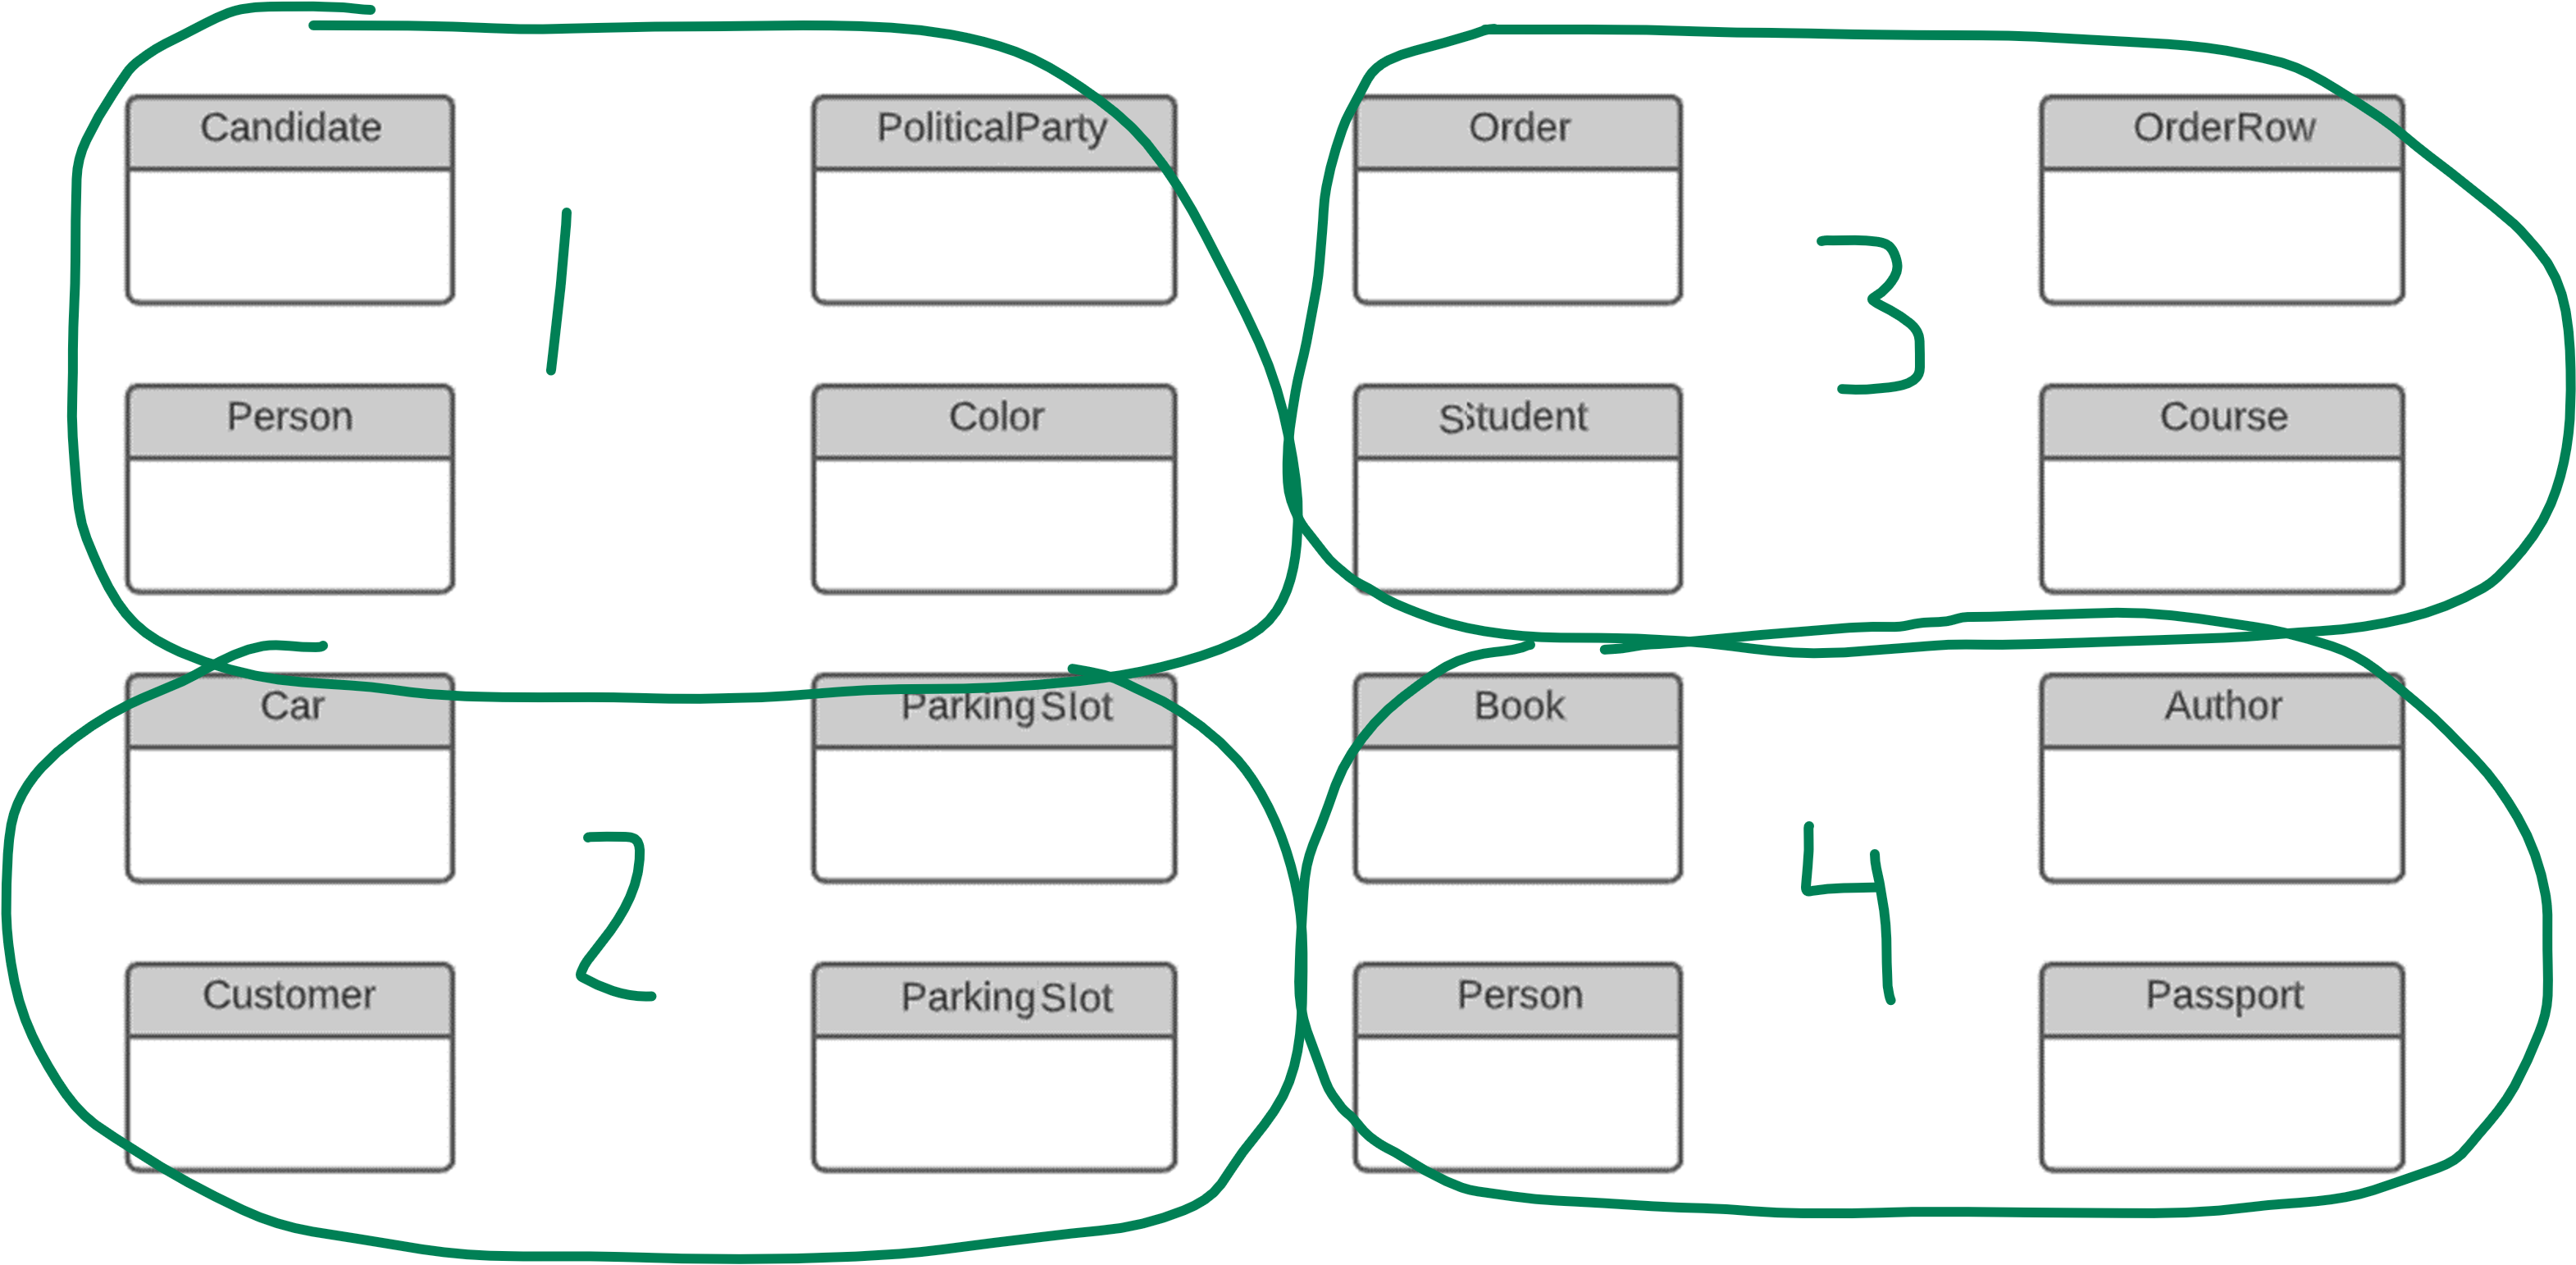 Candidate PoliticalParty
1
Person Color
Order OrderRow
3
Student Course
Car ParkingSlot
2
Customer ParkingSlot
Book Author
4
Person Passport